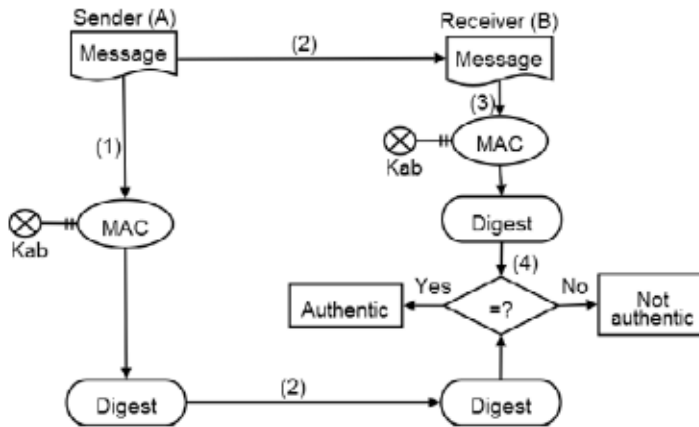 Sender (A)
Receiver (B)
Message
(2)
Message
(1)
(3)
MAC
Kab
MAC
Kab
Digest
(4)
Yes
No
Authentic
=?
Not
authentic
Digest
(2)
Digest